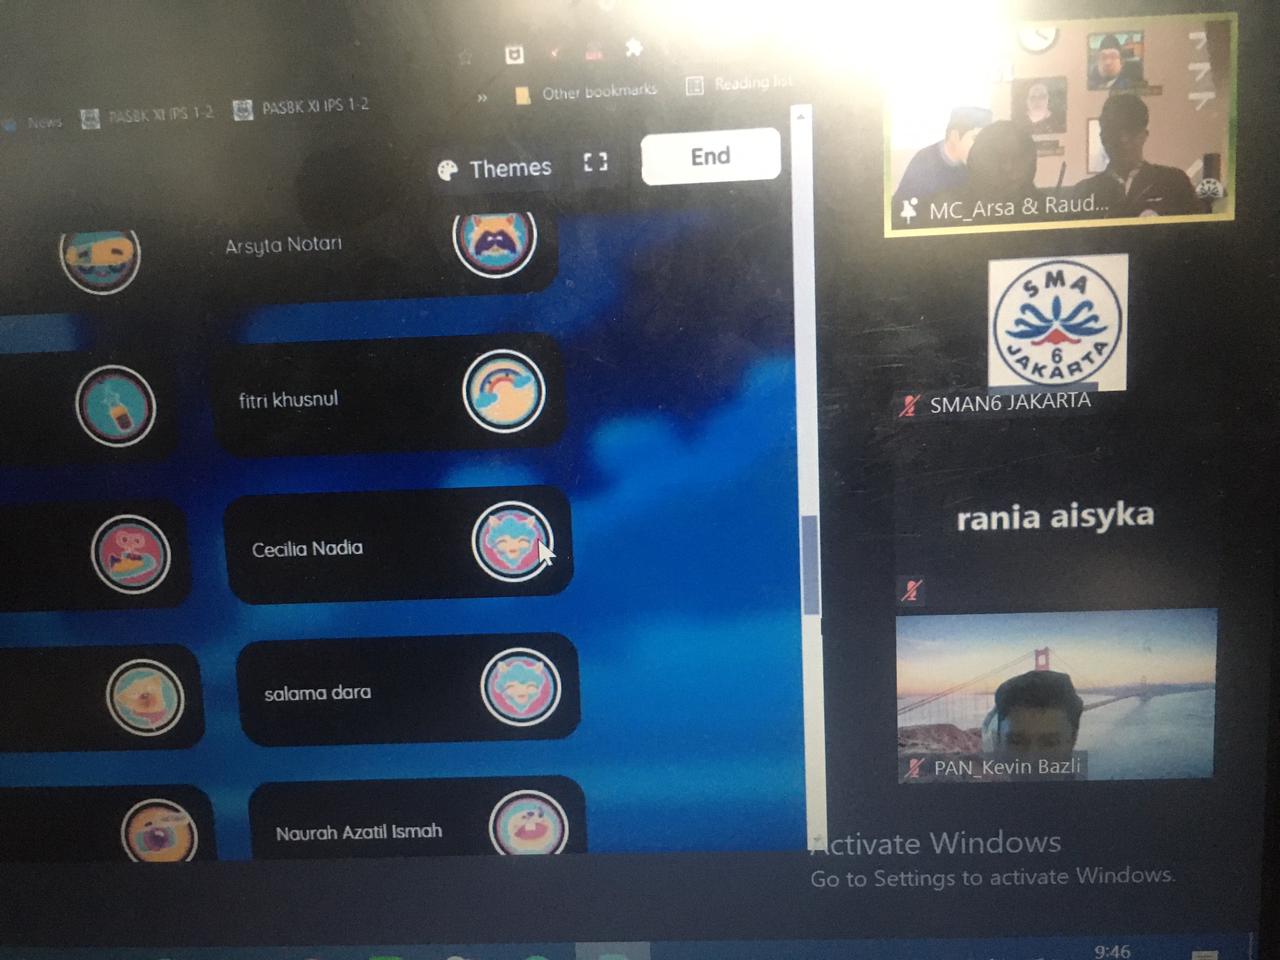 Other bookmarks
Reading list
News
PASBK XI IPS 1-2
PASBK XI IPS 1-2
Themes
End
Arsyta Notari
fitri khusnul
Cecilia Nadia
salama dara
Naurah Azatil Ismah
MC_Arsa & Raud...
SMA
6
JAKARTA
SMAN6 JAKARTA
rania aisyka
PAN_Kevin Bazli
Activate Windows
Go to Settings to activate Windows.
9:46